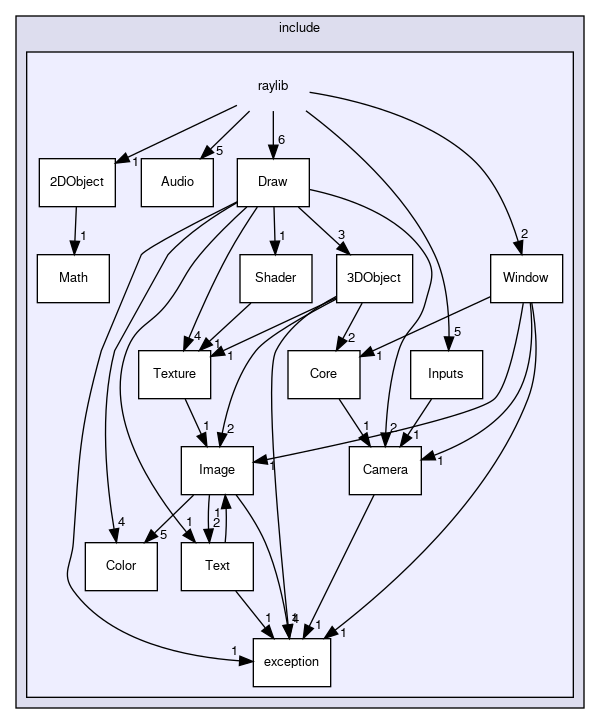 include
raylib
1
5
6
2DObject
Audio
Draw
1
1
3
2
Math
Shader
3DObject
Window
4
1
1
2
1
5
Texture
Core
Inputs
1
2
1
2
1
1
1
Image
Camera
4
5
1
1
2
Color
Text
1
1
4
1
1
1
exception